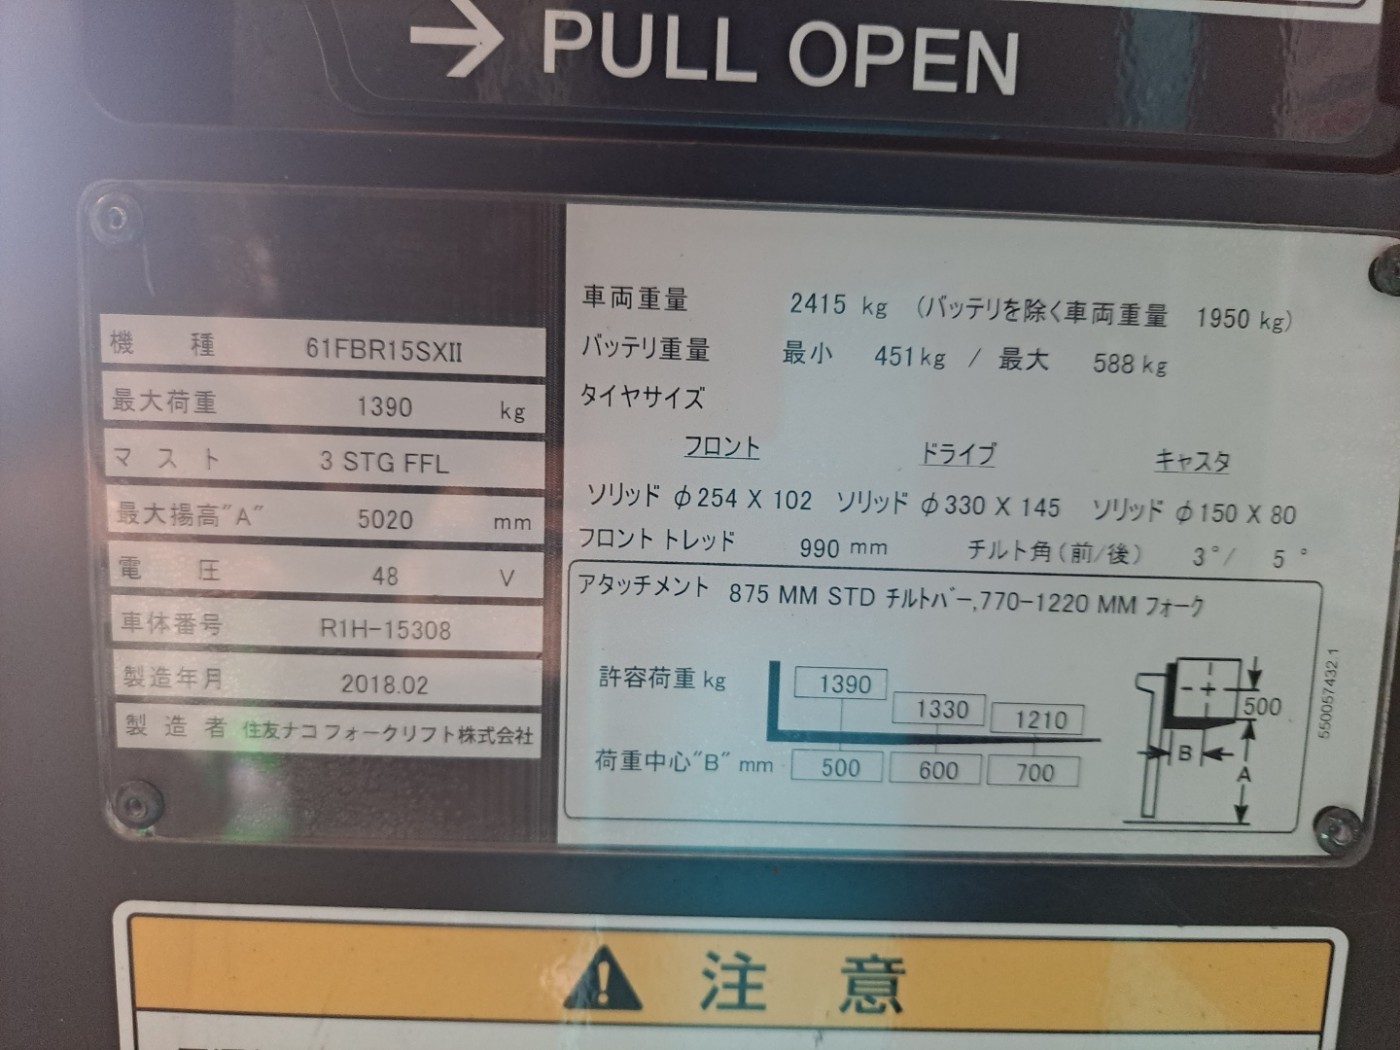 → PULL OPEN
機 種 61FBR15SXII
最大荷重 1390 kg
マスト 3 STG FFL
最大揚高"A" 5020 mm
電 圧 48 V
車体番号 R1H-15308
製造年月 2018.02
製造者 住友ナコ フォークリフト株式会社
車両重量 2415 kg (バッテリを除く車両重量 1950 kg)
バッテリ重量 最小 451kg / 最大 588 kg
タイヤサイズ
フロント ドライブ キャスタ
ソリッド φ254 X 102 ソリッド φ330 X 145 ソリッド φ150 X 80
フロント トレッド 990 mm チルト角(前/後) 3°/ 5°
アタッチメント 875 MM STD チルトバー,770-1220 MM フォーク
許容荷重 kg 1390 1330 1210
荷重中心"B" mm 500 600 700
500
B
A
550057432.1
注 意